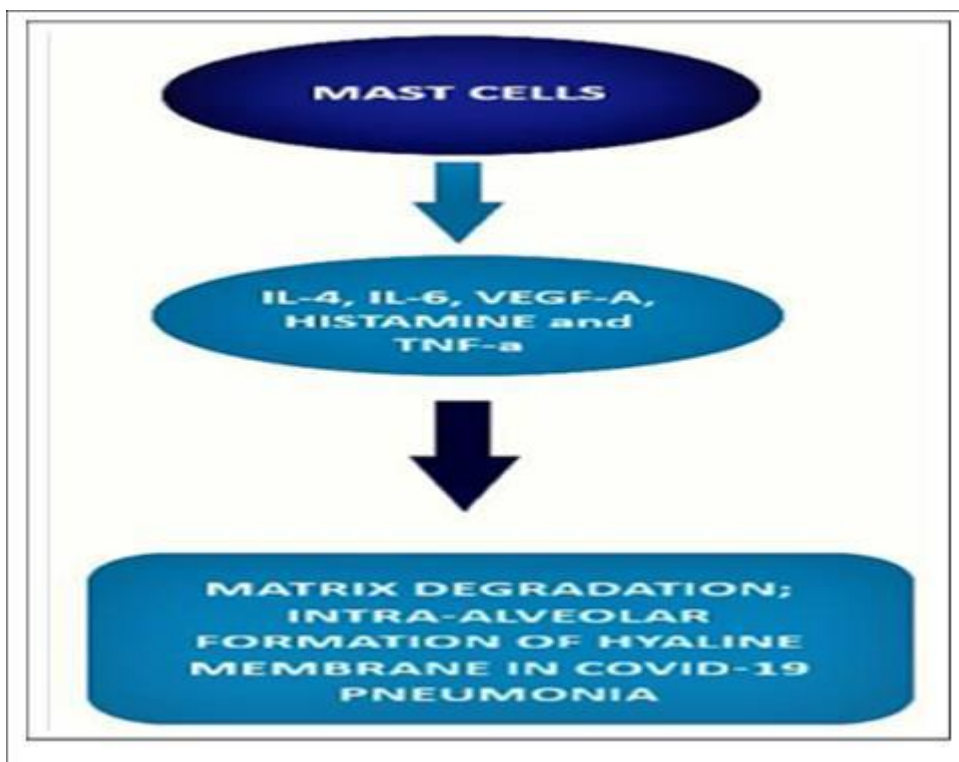 MAST CELLS
IL-4, IL-6, VEGF-A,
HISTAMINE and
TNF-a
MATRIX DEGRADATION;
INTRA-ALVEOLAR
FORMATION OF HYALINE
MEMBRANE IN COVID-19
PNEUMONIA